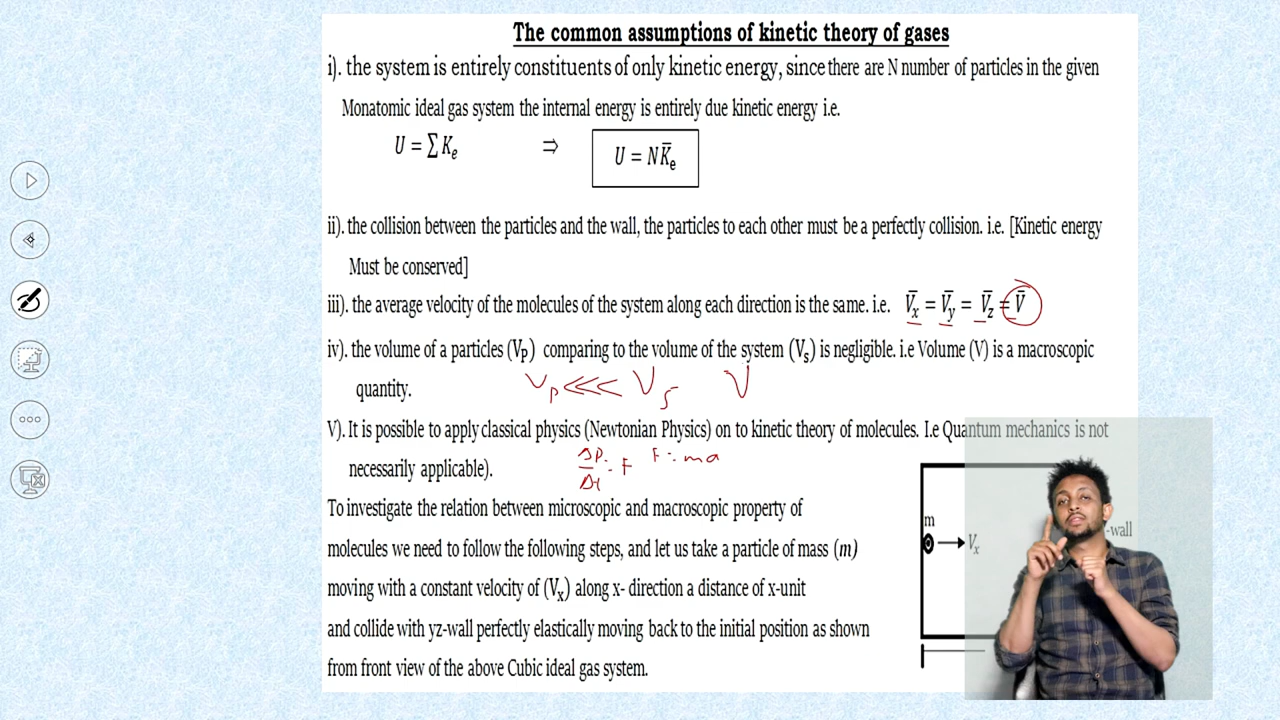 The common assumptions of kinetic theory of gases
i). the system is entirely constituents of only kinetic energy, since there are N number of particles in the given
Monatomic ideal gas system the internal energy is entirely due kinetic energy i.e.
U = ∑ Kₑ ⇒ U = NK̄ₑ
ii). the collision between the particles and the wall, the particles to each other must be a perfectly collision. i.e. [Kinetic energy
Must be conserved]
iii). the average velocity of the molecules of the system along each direction is the same. i.e. V̄ₓ = V̄y = V̄z = V̄
iv). the volume of a particles (Vₚ) comparing to the volume of the system (Vₛ) is negligible. i.e Volume (V) is a macroscopic
quantity. Vₚ <<< Vₛ V
V). It is possible to apply classical physics (Newtonian Physics) on to kinetic theory of molecules. I.e Quantum mechanics is not
necessarily applicable). ΔP/Δt = F F = ma
To investigate the relation between microscopic and macroscopic property of
molecules we need to follow the following steps, and let us take a particle of mass (m)
moving with a constant velocity of (Vₓ) along x- direction a distance of x-unit
and collide with yz-wall perfectly elastically moving back to the initial position as shown
from front view of the above Cubic ideal gas system.
m
Vₓ
-wall